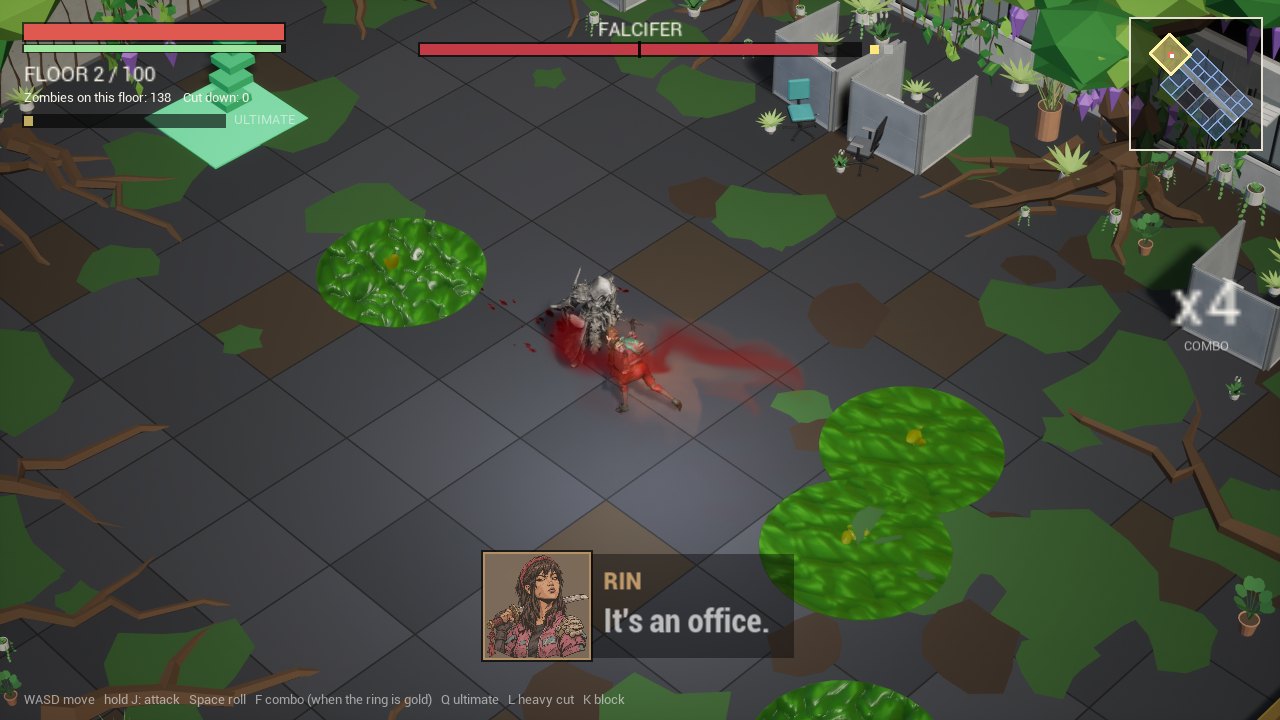 FALCIFER
FLOOR 2 / 100
Zombies on this floor: 138 Cut down: 0
ULTIMATE
x4
COMBO
RIN
It's an office.
WASD move hold J: attack Space roll F combo (when the ring is gold) Q ultimate L heavy cut K block